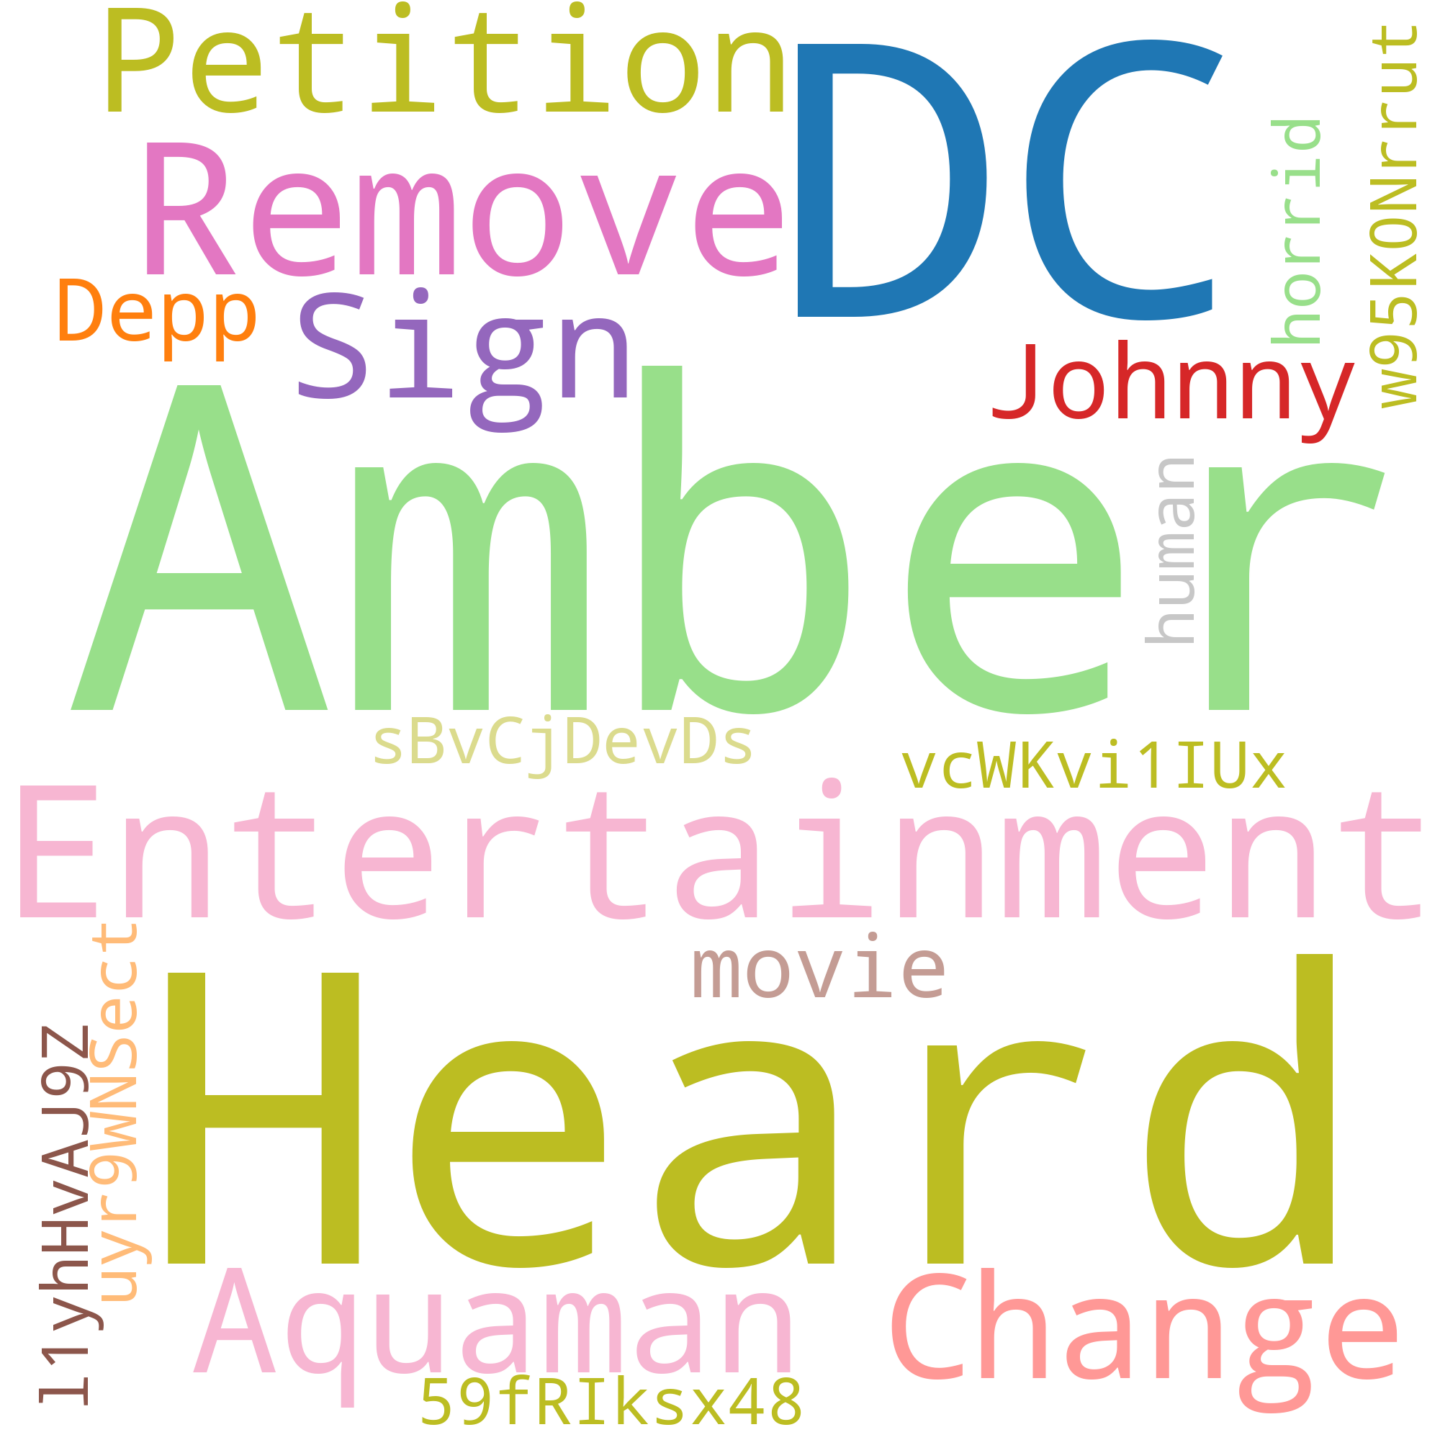 Petition
DC
Remove
horrid
w95K0Nrrut
Depp
Sign
Johnny
Amber
human
sBvCjDevDs
vcWKvi1IUx
Entertainment
movie
uyr9WNSect
l1yhHvAJ9Z
Heard
Aquaman
Change
59fRIksx48